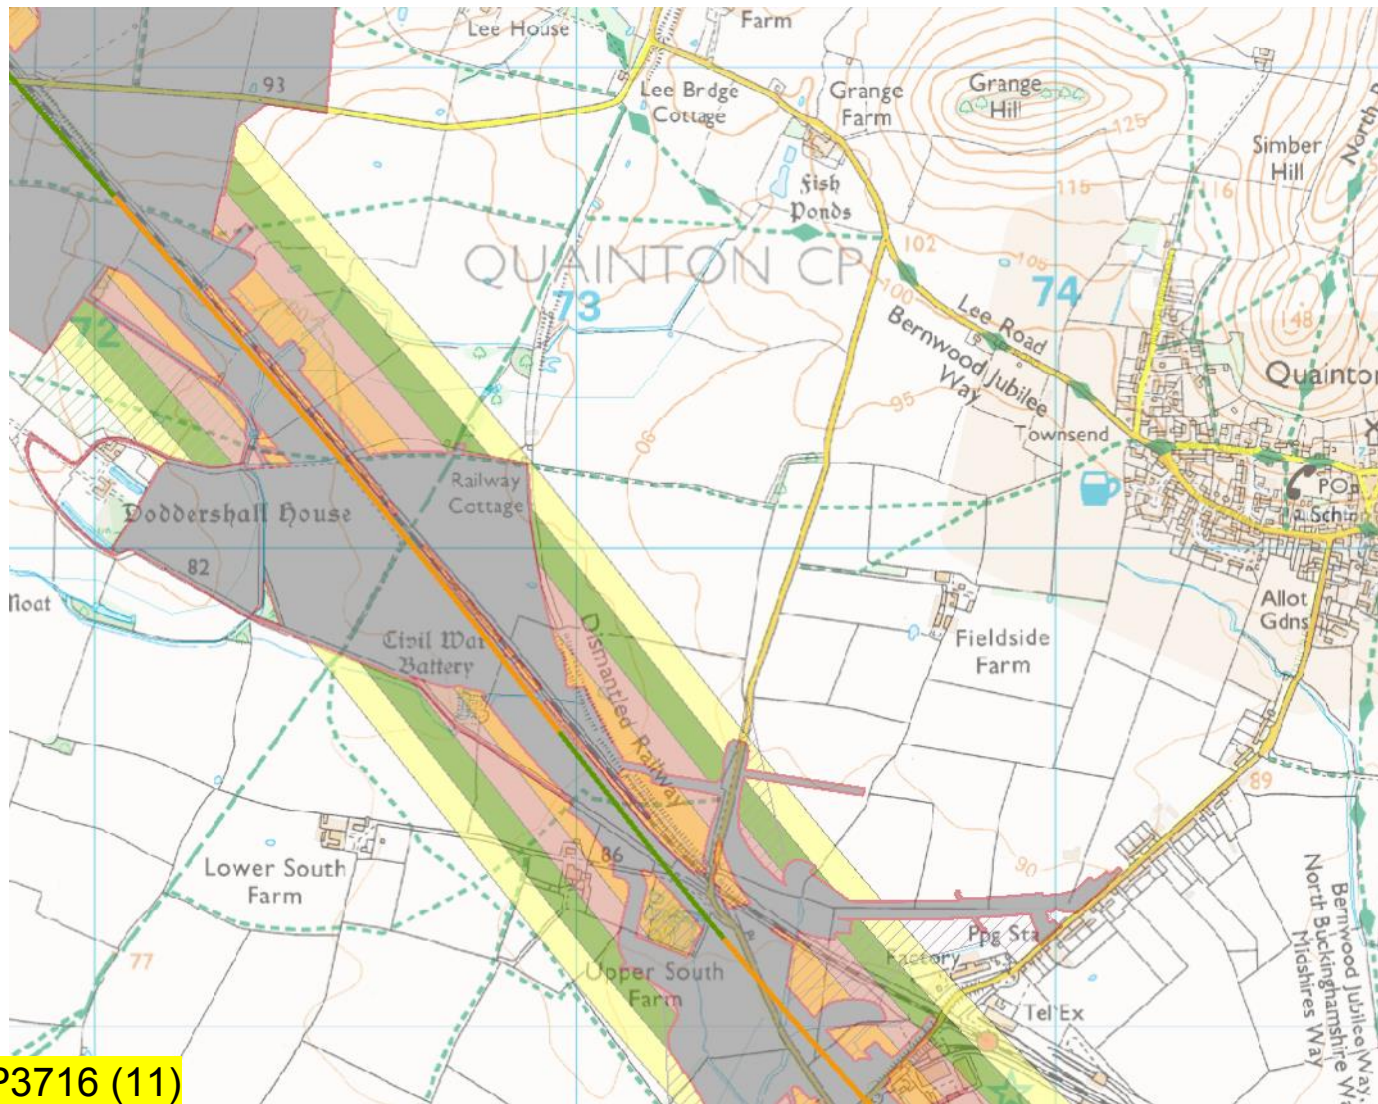 Lee House
Farm
93
Lee Brdge
Cottage
Grange
Farm
Grange
Hill
125
Simber
Hill
115
116
Fish
Ponds
QUAINTON CP
102
105
100
74
73
72
148
Lee Road
Bernwood Jubilee
Way
95
90
Quainton
Townsend
Railway
Cottage
Doddershall House
82
Moat
PO
Sch
Allot
Gdns
Civil War
Battery
Fieldside
Farm
Dismantled Railway
89
86
90
Lower South
Farm
77
Upper South
Farm
Ppg Sta
Factory
Tel Ex
Bernwood Jubilee Way,
North Buckinghamshire Wa
Midshires Way
P3716 (11)